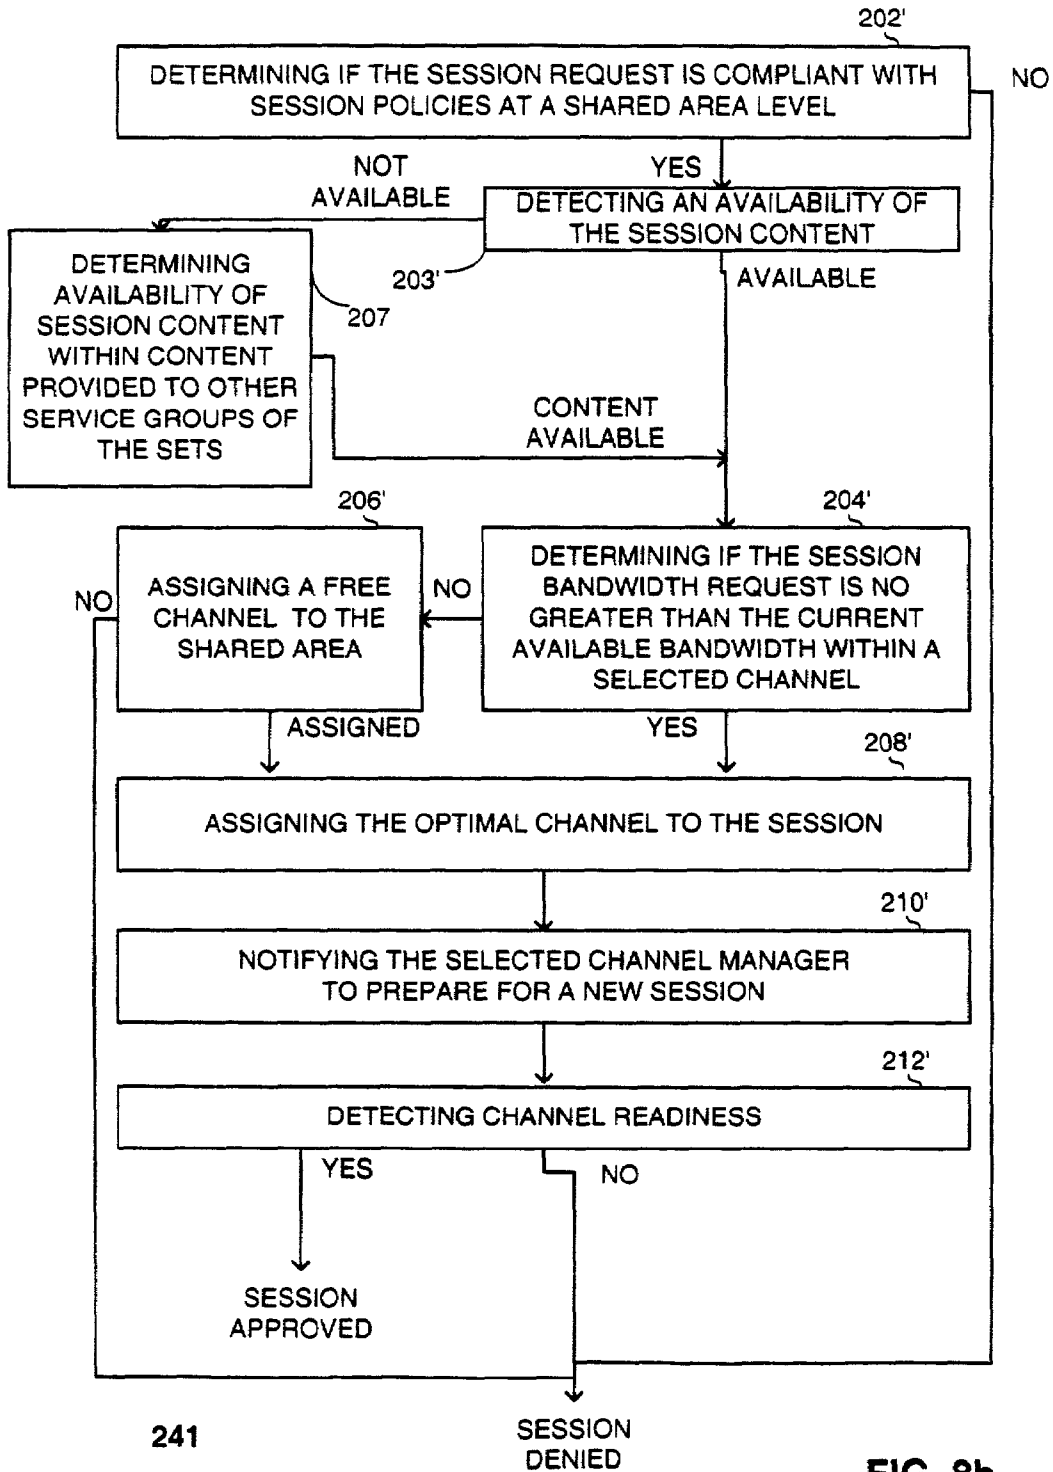 202'
DETERMINING IF THE SESSION REQUEST IS COMPLIANT WITH
SESSION POLICIES AT A SHARED AREA LEVEL
NO
NOT
AVAILABLE
YES
DETECTING AN AVAILABILITY OF
THE SESSION CONTENT
203'
AVAILABLE
DETERMINING
AVAILABILITY OF
SESSION CONTENT
WITHIN CONTENT
PROVIDED TO OTHER
SERVICE GROUPS OF
THE SETS
207
CONTENT
AVAILABLE
206'
204'
NO
ASSIGNING A FREE
CHANNEL TO THE
SHARED AREA
NO
DETERMINING IF THE SESSION
BANDWIDTH REQUEST IS NO
GREATER THAN THE CURRENT
AVAILABLE BANDWIDTH WITHIN A
SELECTED CHANNEL
ASSIGNED
YES
208'
ASSIGNING THE OPTIMAL CHANNEL TO THE SESSION
210'
NOTIFYING THE SELECTED CHANNEL MANAGER
TO PREPARE FOR A NEW SESSION
212'
DETECTING CHANNEL READINESS
YES
NO
SESSION
APPROVED
241
SESSION
DENIED
FIG. 8b